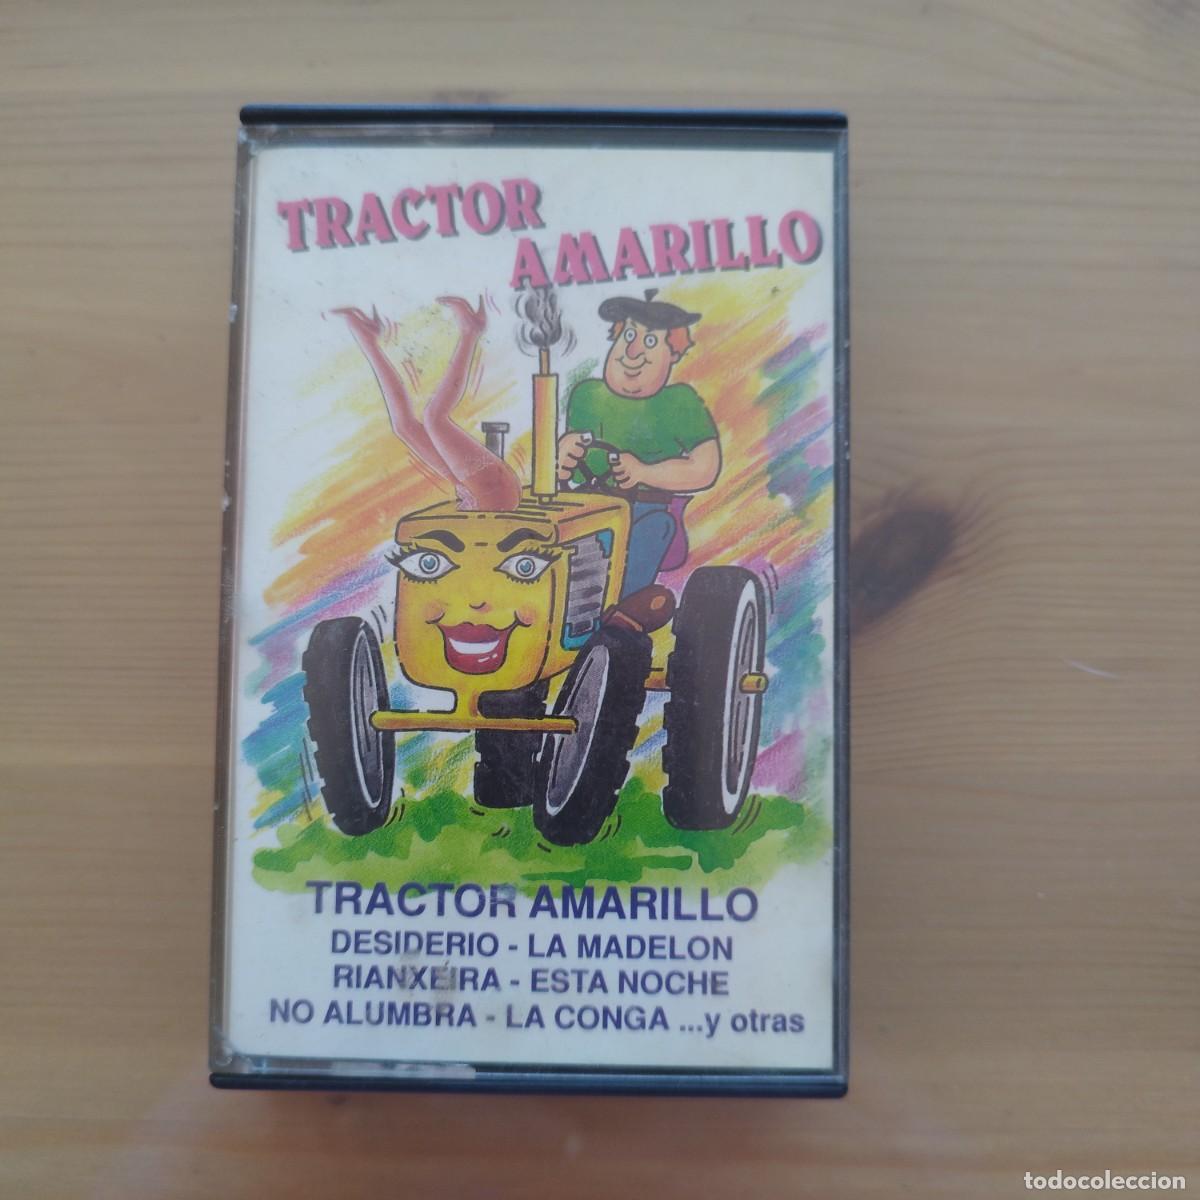 TRACTOR
AMARILLO
TRACTOR AMARILLO
DESIDERIO - LA MADELON
RIANXEIRA - ESTA NOCHE
NO ALUMBRA - LA CONGA ...y otras
todocoleccion